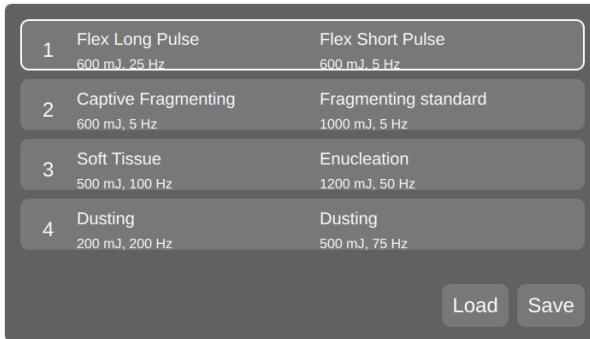 1 Flex Long Pulse Flex Short Pulse
600 mJ, 25 Hz 600 mJ, 5 Hz
2 Captive Fragmenting Fragmenting standard
600 mJ, 5 Hz 1000 mJ, 5 Hz
3 Soft Tissue Enucleation
500 mJ, 100 Hz 1200 mJ, 50 Hz
4 Dusting Dusting
200 mJ, 200 Hz 500 mJ, 75 Hz
Load Save